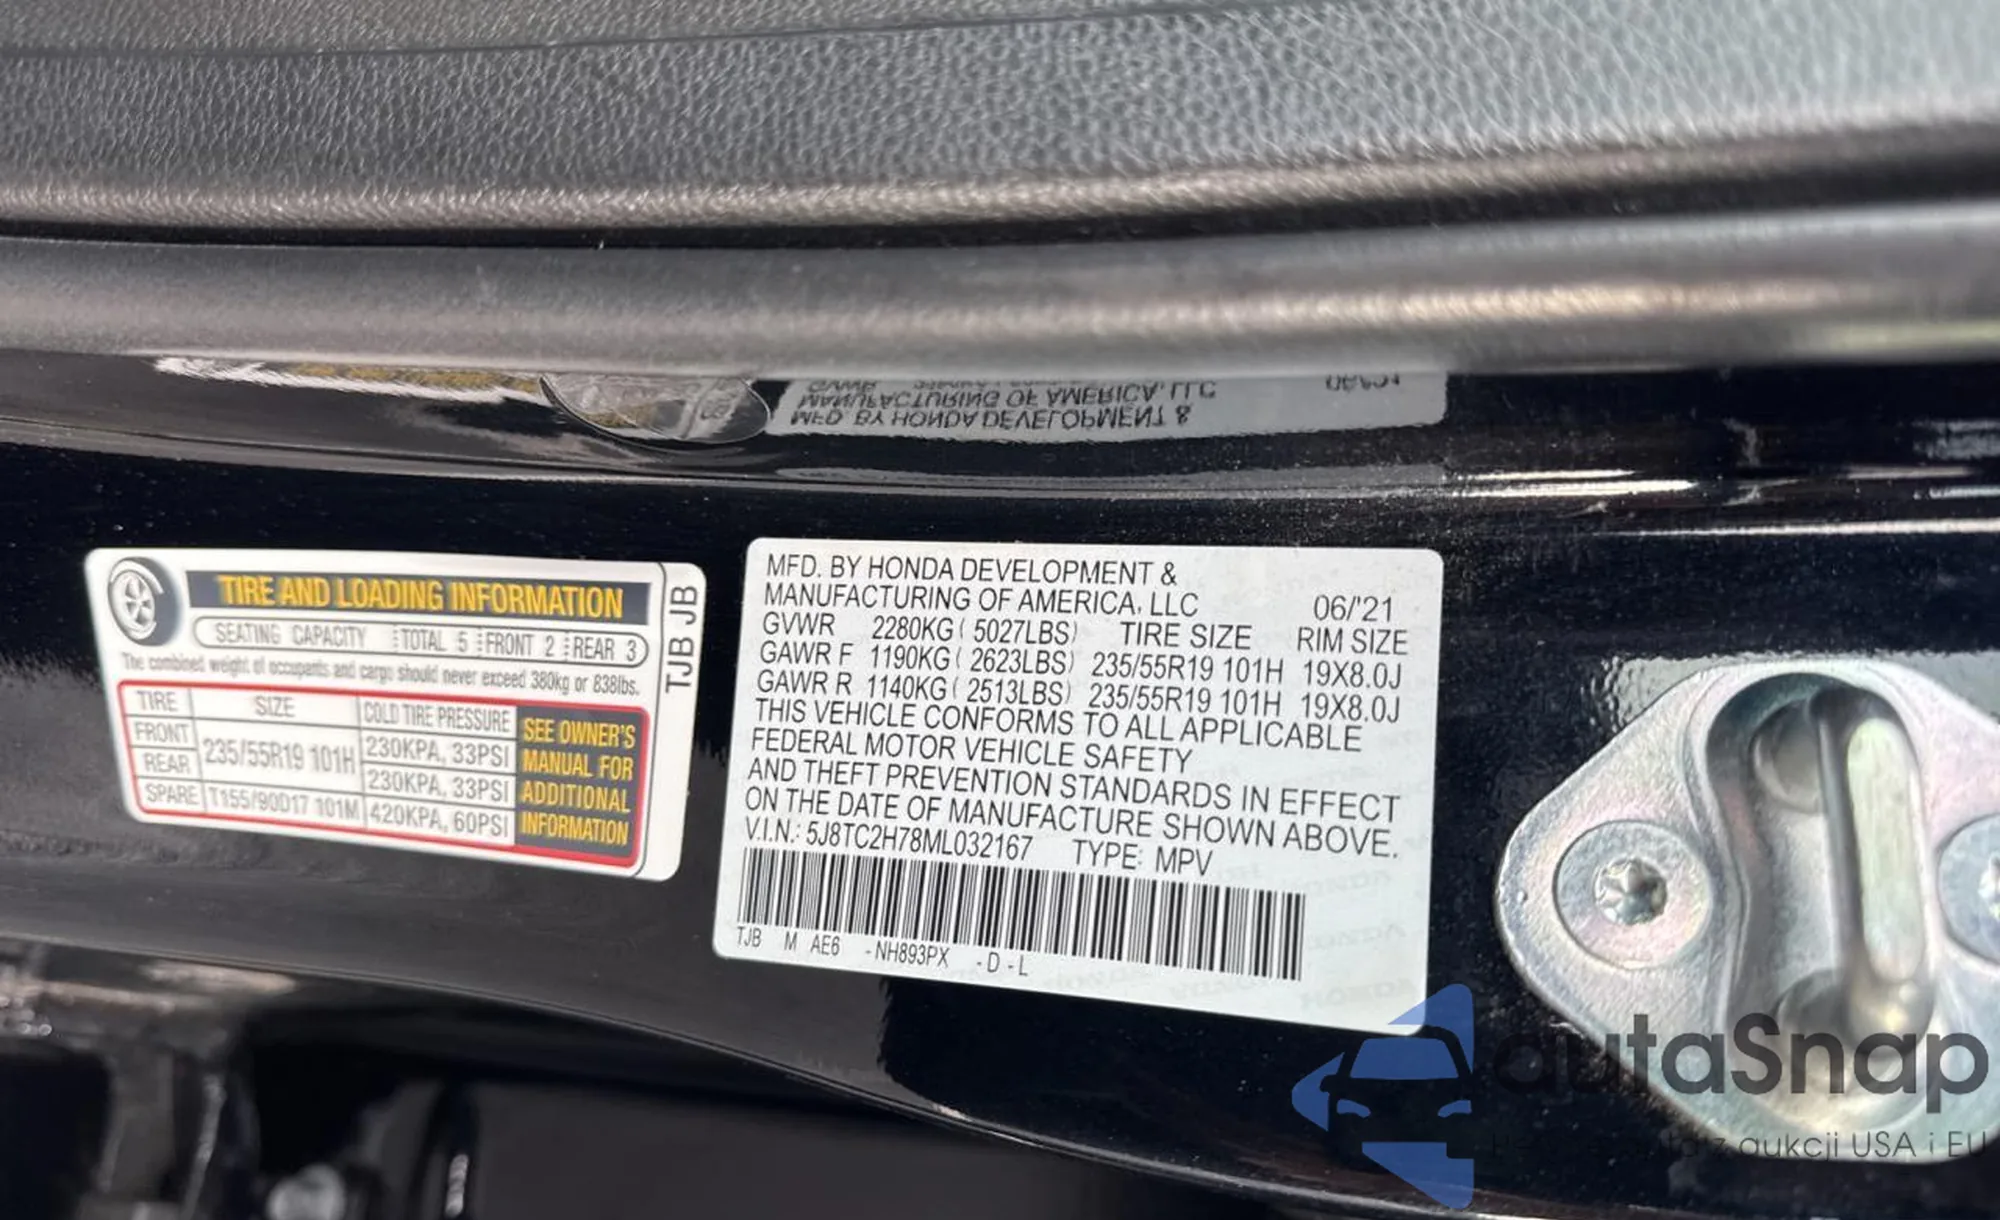 MFD. BY HONDA DEVELOPMENT &
MANUFACTURING OF AMERICA, LLC
06/21
TIRE AND LOADING INFORMATION
SEATING CAPACITY TOTAL 5 FRONT 2 REAR 3
The combined weight of occupants and cargo should never exceed 380kg or 838lbs.
TIRE SIZE COLD TIRE PRESSURE
FRONT 235/55R19 101H 230KPA, 33PSI
REAR 230KPA, 33PSI
SPARE T155/90D17 101M 420KPA, 60PSI
SEE OWNER'S
MANUAL FOR
ADDITIONAL
INFORMATION
TJB JB
MFD. BY HONDA DEVELOPMENT &
MANUFACTURING OF AMERICA, LLC 06/'21
GVWR 2280KG ( 5027LBS) TIRE SIZE RIM SIZE
GAWR F 1190KG ( 2623LBS) 235/55R19 101H 19X8.0J
GAWR R 1140KG ( 2513LBS) 235/55R19 101H 19X8.0J
THIS VEHICLE CONFORMS TO ALL APPLICABLE
FEDERAL MOTOR VEHICLE SAFETY
AND THEFT PREVENTION STANDARDS IN EFFECT
ON THE DATE OF MANUFACTURE SHOWN ABOVE.
V.I.N.: 5J8TC2H78ML032167 TYPE: MPV
TJB M AE6 -NH893PX -D-L
autaSnap
z aukcji USA i EU